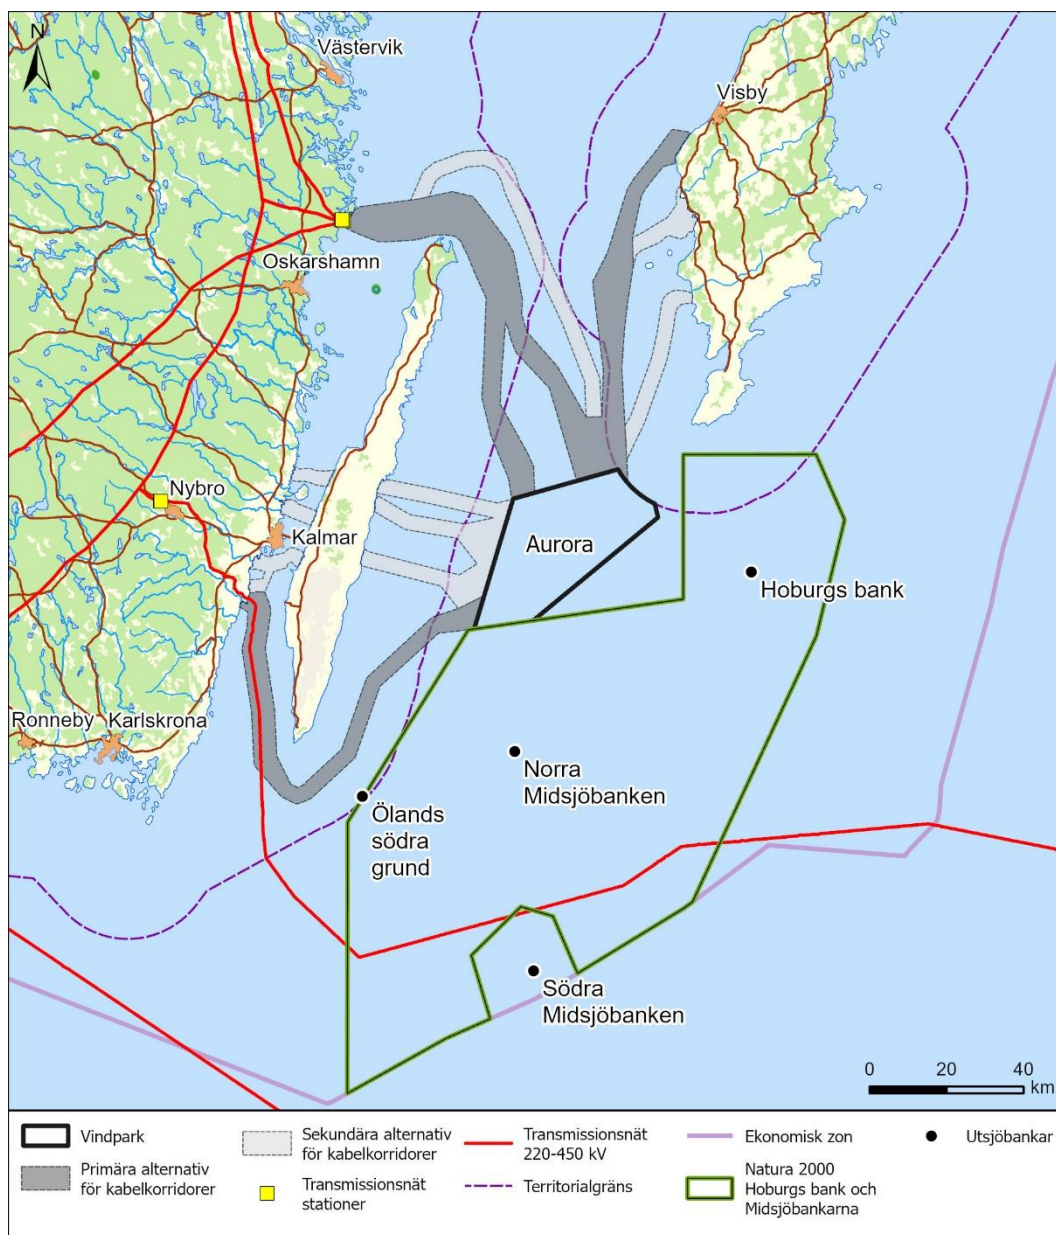 N
Västervik
Visby
Oskarshamn
Nybro
Kalmar
Aurora
Hoburgs bank
Ronneby
Karlskrona
Norra
Midsjöbanken
Ölands
södra
grund
Södra
Midsjöbanken
0 20 40
km
Vindpark
Primära alternativ
för kabelkorridorer
Sekundära alternativ
för kabelkorridorer
Transmissionsnät
stationer
Transmissionsnät
220-450 kV
Territorialgräns
Ekonomisk zon
Natura 2000
Hoburgs bank och
Midsjöbankarna
Utsjöbankar